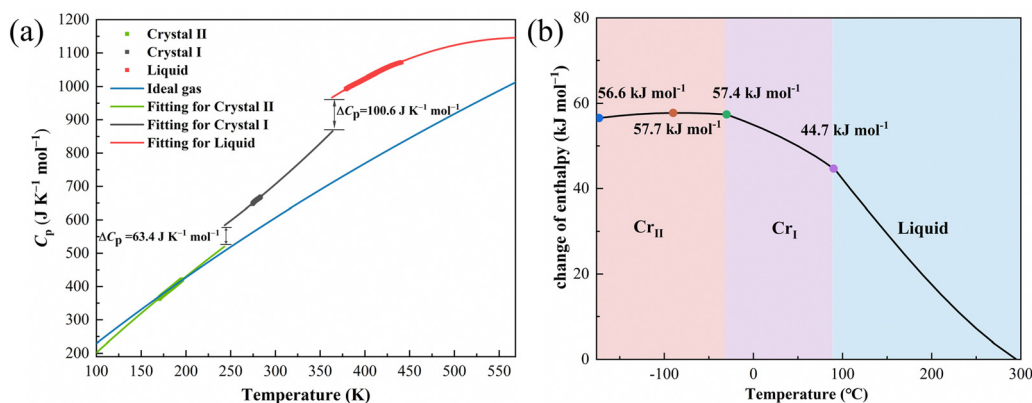 (a)
1200
1100
1000
900
800
700
600
500
400
300
200
Cp (J K−1 mol−1)
Crystal II
Crystal I
Liquid
Ideal gas
Fitting for Crystal II
Fitting for Crystal I
Fitting for Liquid
ΔCp=100.6 J K−1 mol−1
ΔCp =63.4 J K−1 mol−1
100 150 200 250 300 350 400 450 500 550
Temperature (K)
(b)
80
60
40
20
0
change of enthalpy (kJ mol−1)
56.6 kJ mol−1
57.4 kJ mol−1
57.7 kJ mol−1
44.7 kJ mol−1
CrII
CrI
Liquid
-100 0 100 200 300
Temperature (°C)